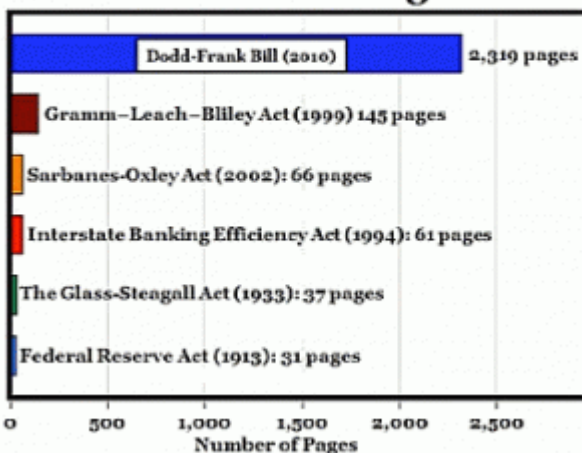 Dodd-Frank Bill (2010) 2,319 pages
Gramm-Leach-Bliley Act (1999) 145 pages
Sarbanes-Oxley Act (2002): 66 pages
Interstate Banking Efficiency Act (1994): 61 pages
The Glass-Steagall Act (1933): 37 pages
Federal Reserve Act (1913): 31 pages
0 500 1,000 1,500 2,000 2,500
Number of Pages